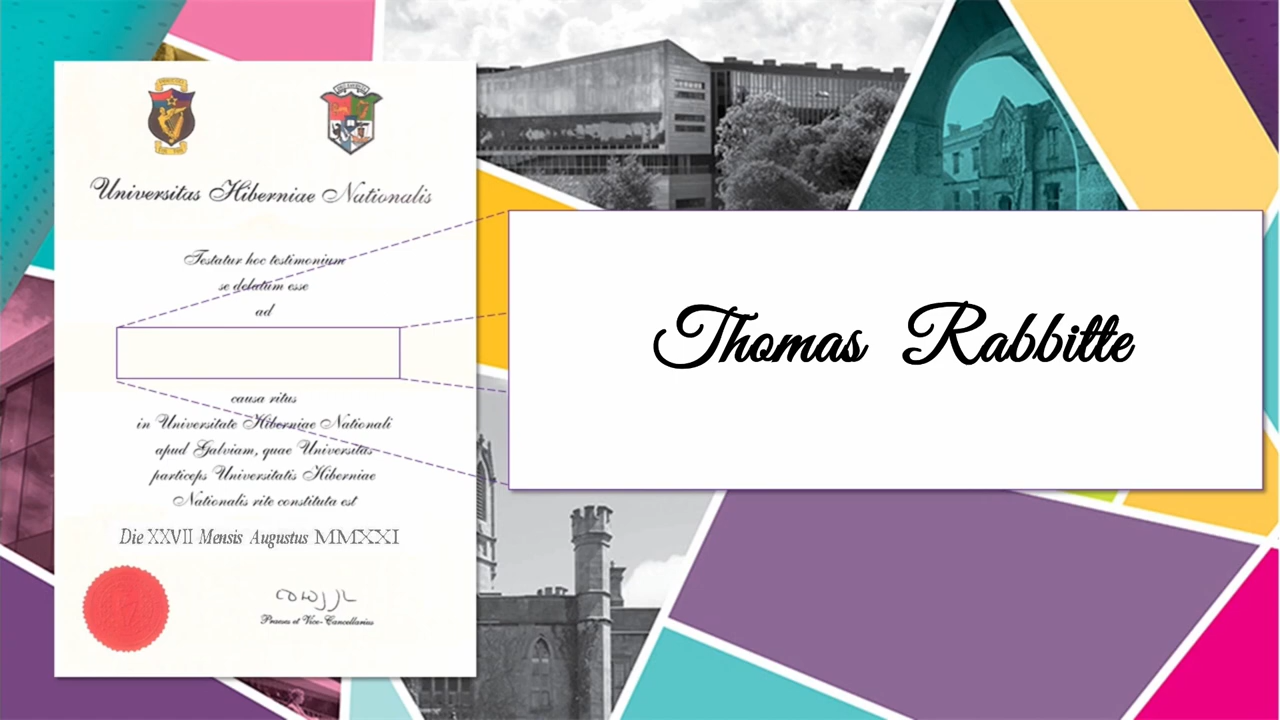 Universitas Hiberniae Nationalis
Testatur hoc testimonium
se delatum esse
ad
causa ritus
in Universitate Hiberniae Nationali
apud Galviam, quae Universitas
particeps Universitatis Hiberniae
Nationalis rite constituta est
Die XXVII Mensis Augustus MMXXI
Praeses et Vice-Cancellarius
Thomas Rabbitte